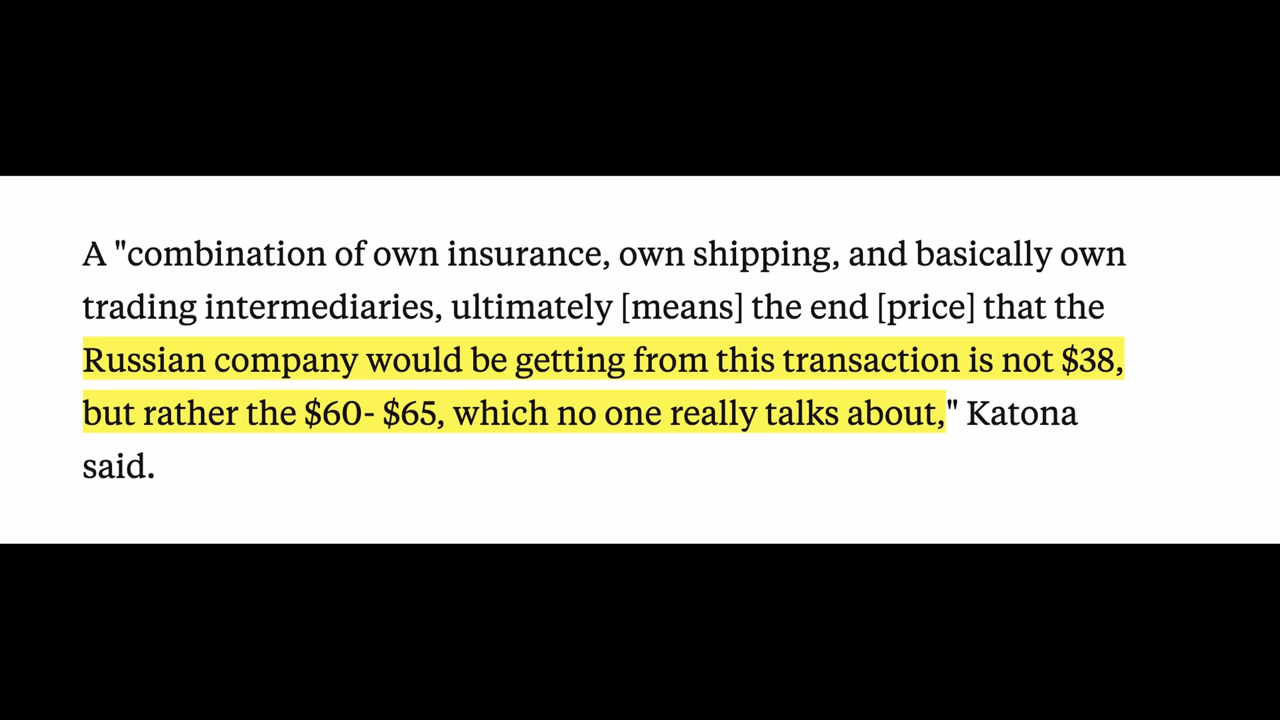 A "combination of own insurance, own shipping, and basically own
trading intermediaries, ultimately [means] the end [price] that the
Russian company would be getting from this transaction is not $38,
but rather the $60- $65, which no one really talks about," Katona
said.